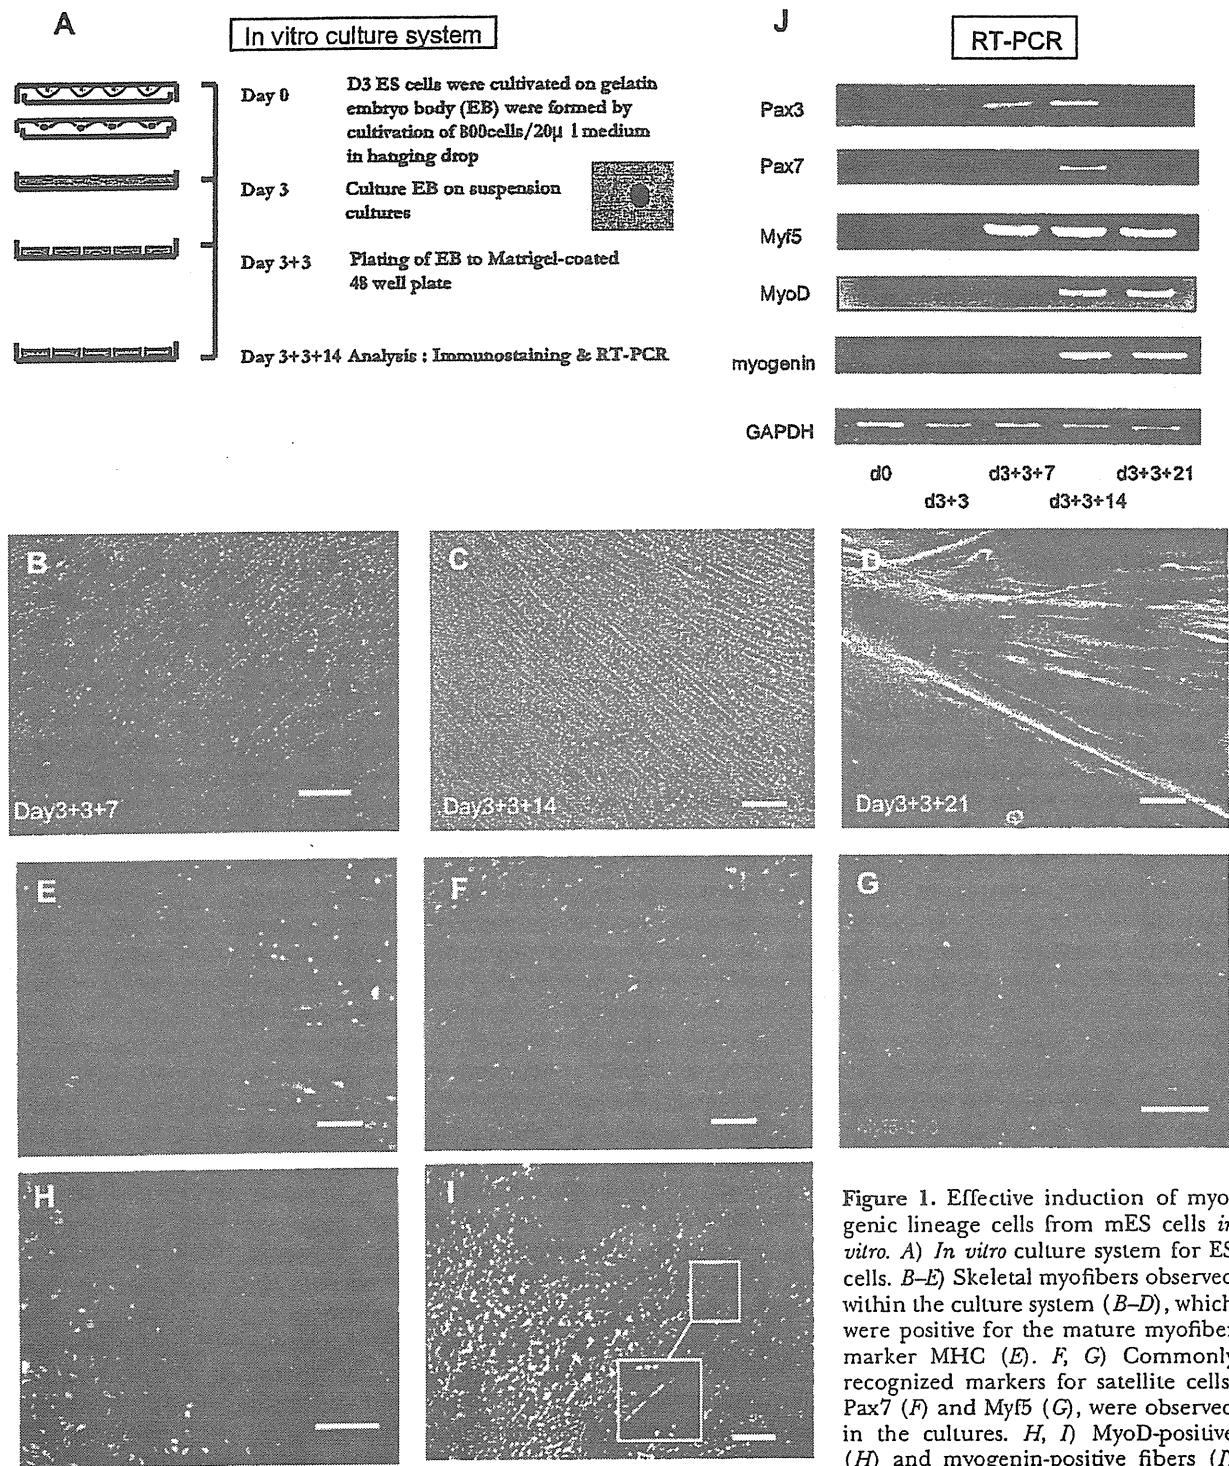 A
In vitro culture system
Day 0
D3 ES cells were cultivated on gelatin
embryo body (EB) were formed by
cultivation of 800cells/20μ l medium
in hanging drop
Day 3
Culture EB on suspension
cultures
Day 3+3
Plating of EB to Matrigel-coated
48 well plate
Day 3+3+14 Analysis : Immunostaining & RT-PCR
J
RT-PCR
Pax3
Pax7
Myf5
MyoD
myogenin
GAPDH
d0
d3+3
d3+3+7
d3+3+14
d3+3+21
B
Day3+3+7
C
Day3+3+14
D
Day3+3+21
E
F
G
H
I
Figure 1. Effective induction of myo
genic lineage cells from mES cells in
vitro. A) In vitro culture system for ES
cells. B–E) Skeletal myofibers observed
within the culture system (B–D), which
were positive for the mature myofiber
marker MHC (E). F, G) Commonly
recognized markers for satellite cells
Pax7 (F) and Myf5 (G), were observed
in the cultures. H, I) MyoD-positive
(H) and myogenin-positive fibers (I